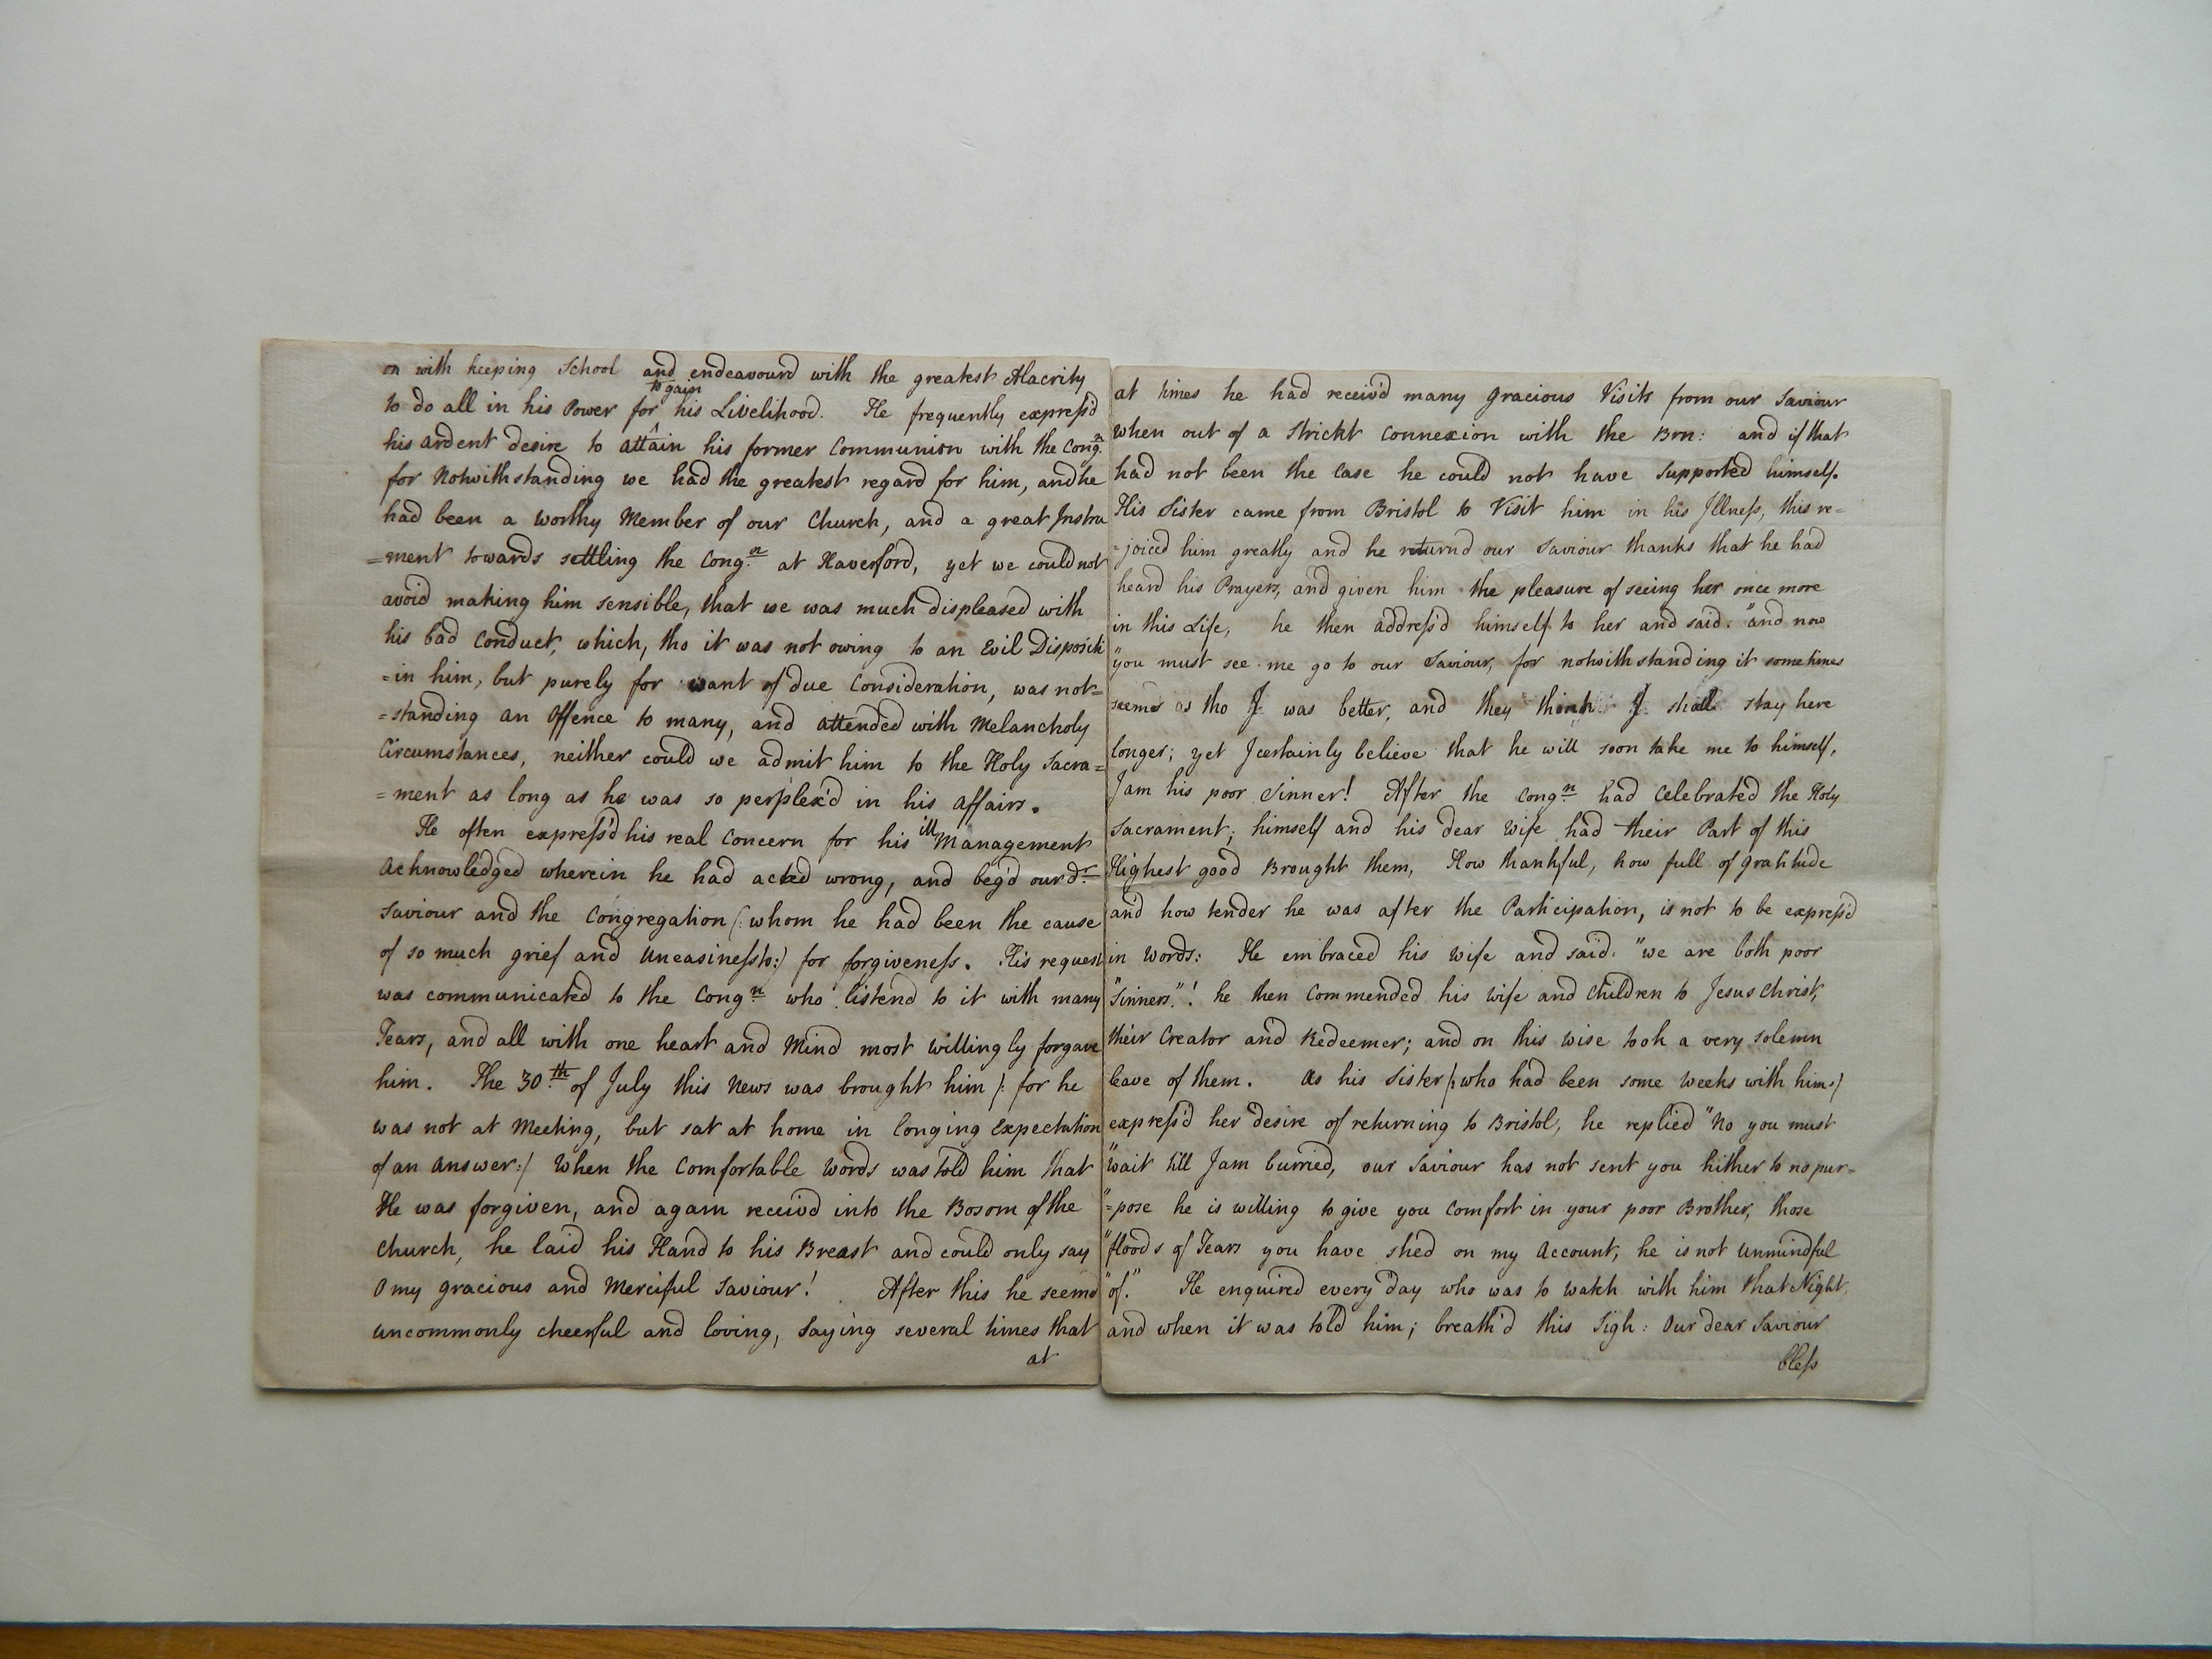 on with keeping School and endeavourd with the greatest Alacrity
to gain
to do all in his Power for his Livelihood. He frequently express'd
his ardent desire to attain his former Communion with the Congn.
for Notwithstanding we had the greatest regard for him, and he
had been a worthy Member of our Church, and a great Instru
=ment towards settling the Congn. at Haverford, yet we could not
avoid making him sensible, that we was much displeased with
his bad Conduct, which, tho it was not owing to an Evil Dispositi
=in him, but purely for want of due Consideration, was not=
=standing an offence to many, and attended with Melancholy
Circumstances, neither could we admit him to the Holy Sacra=
=ment as long as he was so perplex'd in his affairs.
He often express'd his real Concern for his ill Management
Acknowledged wherein he had acted wrong, and beg'd our dr.
Saviour and the Congregation (: whom he had been the cause
of so much grief and Uneasiness to:) for forgiveness. His request
was communicated to the Congn. who listend to it with many
Tears, and all with one heart and Mind most willingly forgave
him. The 30th. of July this News was brought him /: for he
was not at Meeting, but sat at home in longing Expectation
of an Answer:/ When the Comfortable Words was told him that
He was forgiven, and again receiv'd into the Bosom of the
Church, he laid his Hand to his Breast and could only say
O my gracious and Merciful Saviour! After this he seemd
uncommonly cheerful and loving, Saying several times that
at
at times he had receiv'd many gracious Visits from our Saviour
when out of a Strickt Connexion with the Brn: and if that
had not been the Case he could not have Supported himself.
His Sister came from Bristol to Visit him in his Illness, this re=
=joiced him greatly and he returnd our Saviour thanks that he had
heard his Prayers, and given him the pleasure of seeing her once more
in this Life, he then address'd himself to her and said: "and now
"you must see me go to our Saviour, for notwithstanding it sometimes
seems as tho I was better, and they think I shall stay here
longer; yet I certainly believe that he will soon take me to himself,
I am his poor Sinner! After the Congn. had Celebrated the Holy
Sacrament; himself and his dear Wife had their Part of this
Highest good Brought them, How thankful, how full of gratitude
and how tender he was after the Participation, is not to be express'd
in Words: He embraced his Wife and said. "we are both poor
"Sinners."! he then Commended his Wife and Children to Jesus Christ,
their Creator and Redeemer; and on this wise took a very solemn
leave of them. As his Sister /: who had been some Weeks with him:/
express'd her desire of returning to Bristol, he replied "No you must
"wait till I am burried, our Saviour has not sent you hither to no pur=
"=pose he is willing to give you Comfort in your poor Brother, those
"floods of Tears you have shed on my Account, he is not Unmindful
"of." He enquired every day who was to watch with him that Night,
and when it was told him; breath'd this Sigh: Our dear Saviour
bless